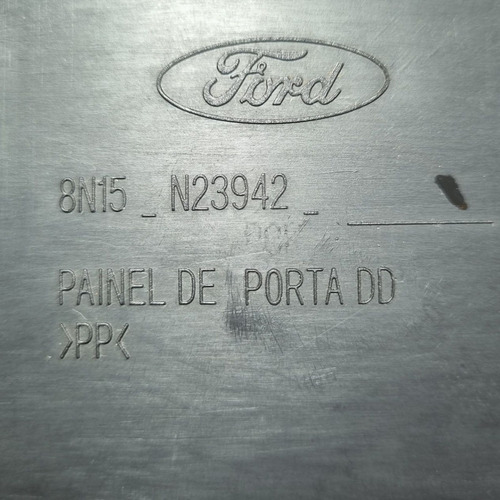 Ford
8N15 _ N23942 _
PAINEL DE PORTA DD
>PP<